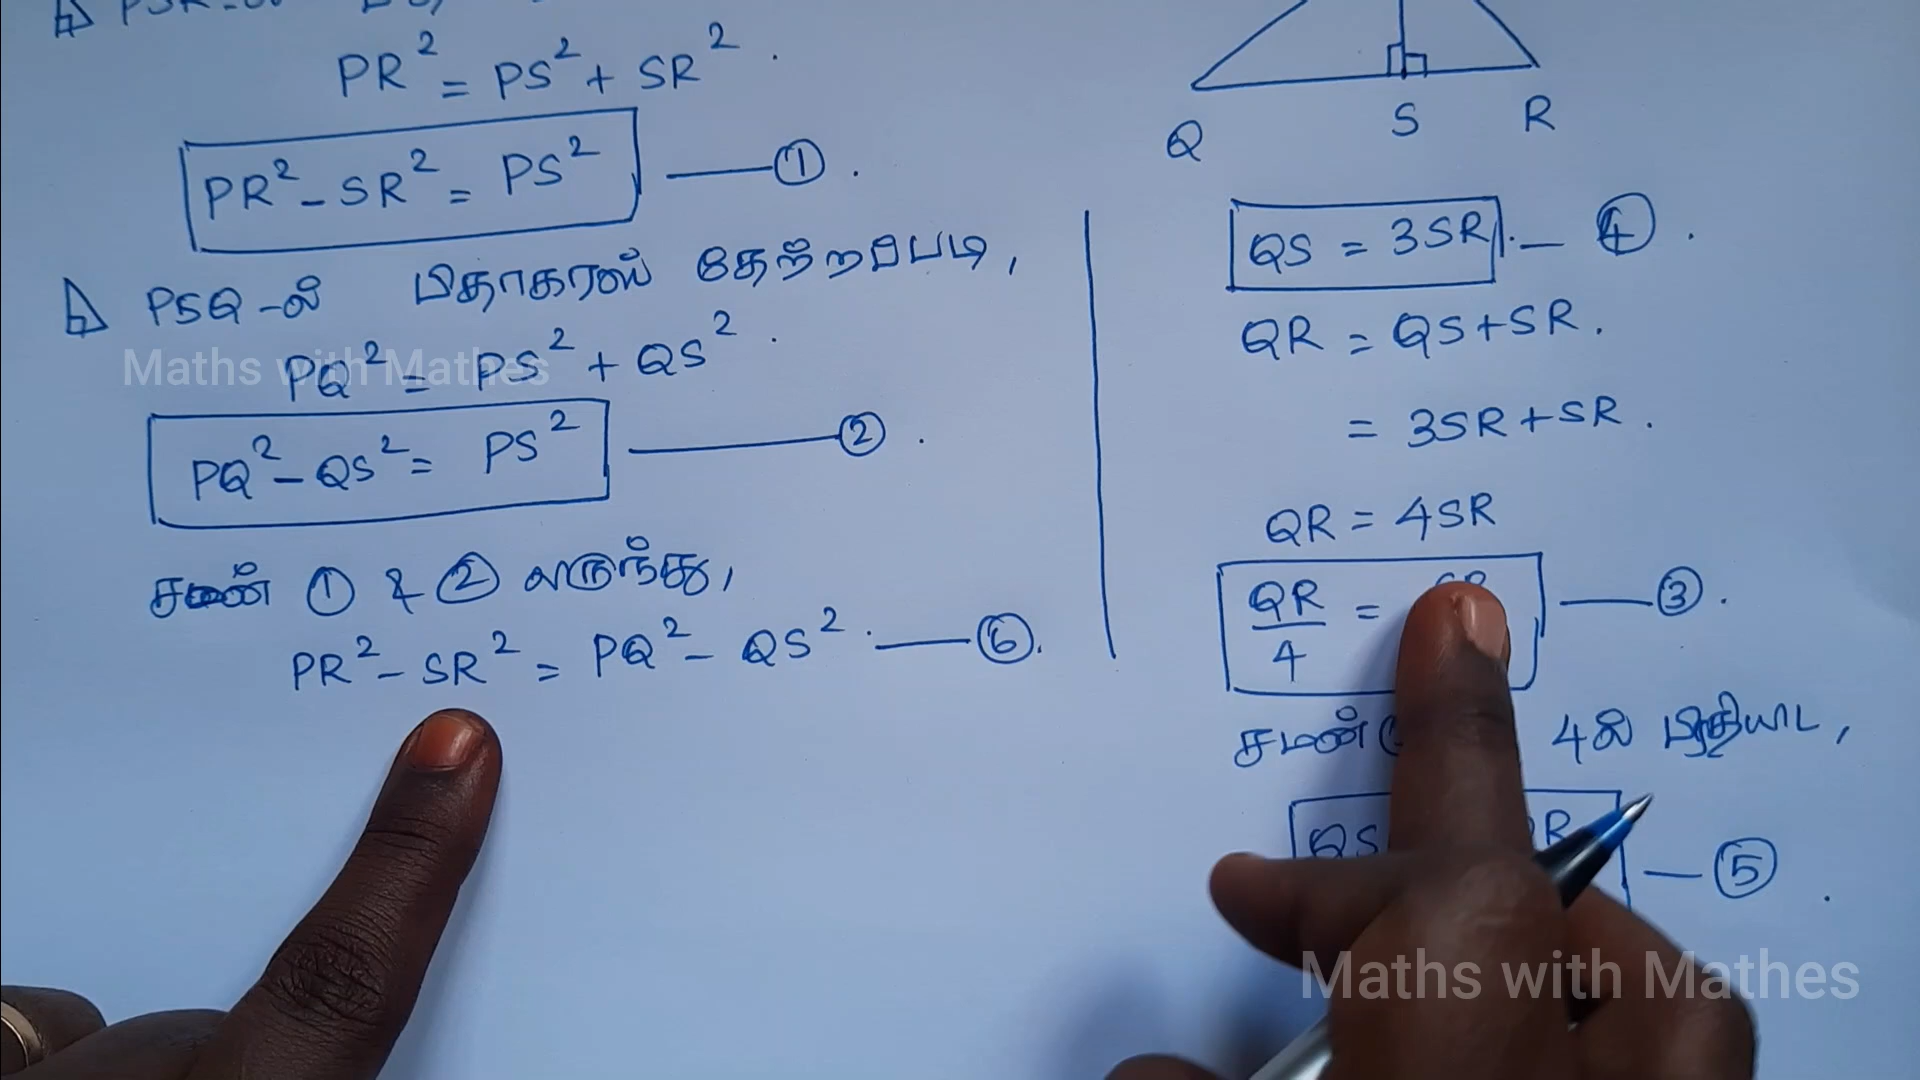 PR² = PS² + SR² .
PR² - SR² = PS² —— ①.
PSQ-ல் பிதாகரஸ் தேற்றப்படி,
PQ² = PS² + QS² .
PQ² - QS² = PS² —— ② .
சமன் ① & ② லிருந்து,
PR² - SR² = PQ² - QS² . —— ⑥.
Q S R
QS = 3SR . — ④ .
QR = QS + SR .
= 3SR + SR .
QR = 4SR
QR/4 = —— ③ .
சமன் 4ல் பிரதியிட,
QS — ⑤ .
Maths with Mathes
Maths with Mathes